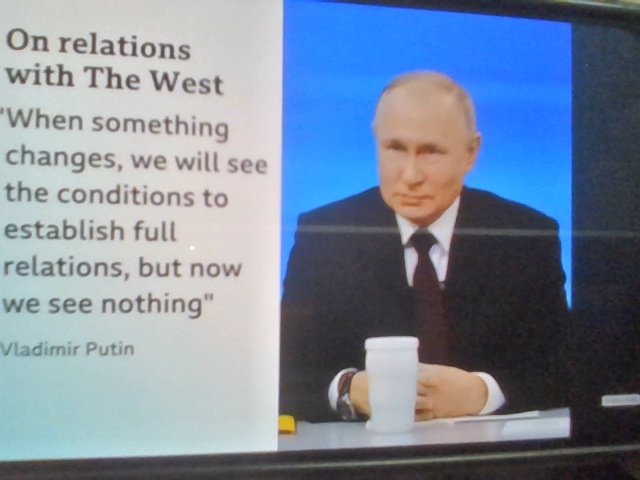 On relations
with The West
"When something
changes, we will see
the conditions to
establish full
relations, but now
we see nothing"
Vladimir Putin